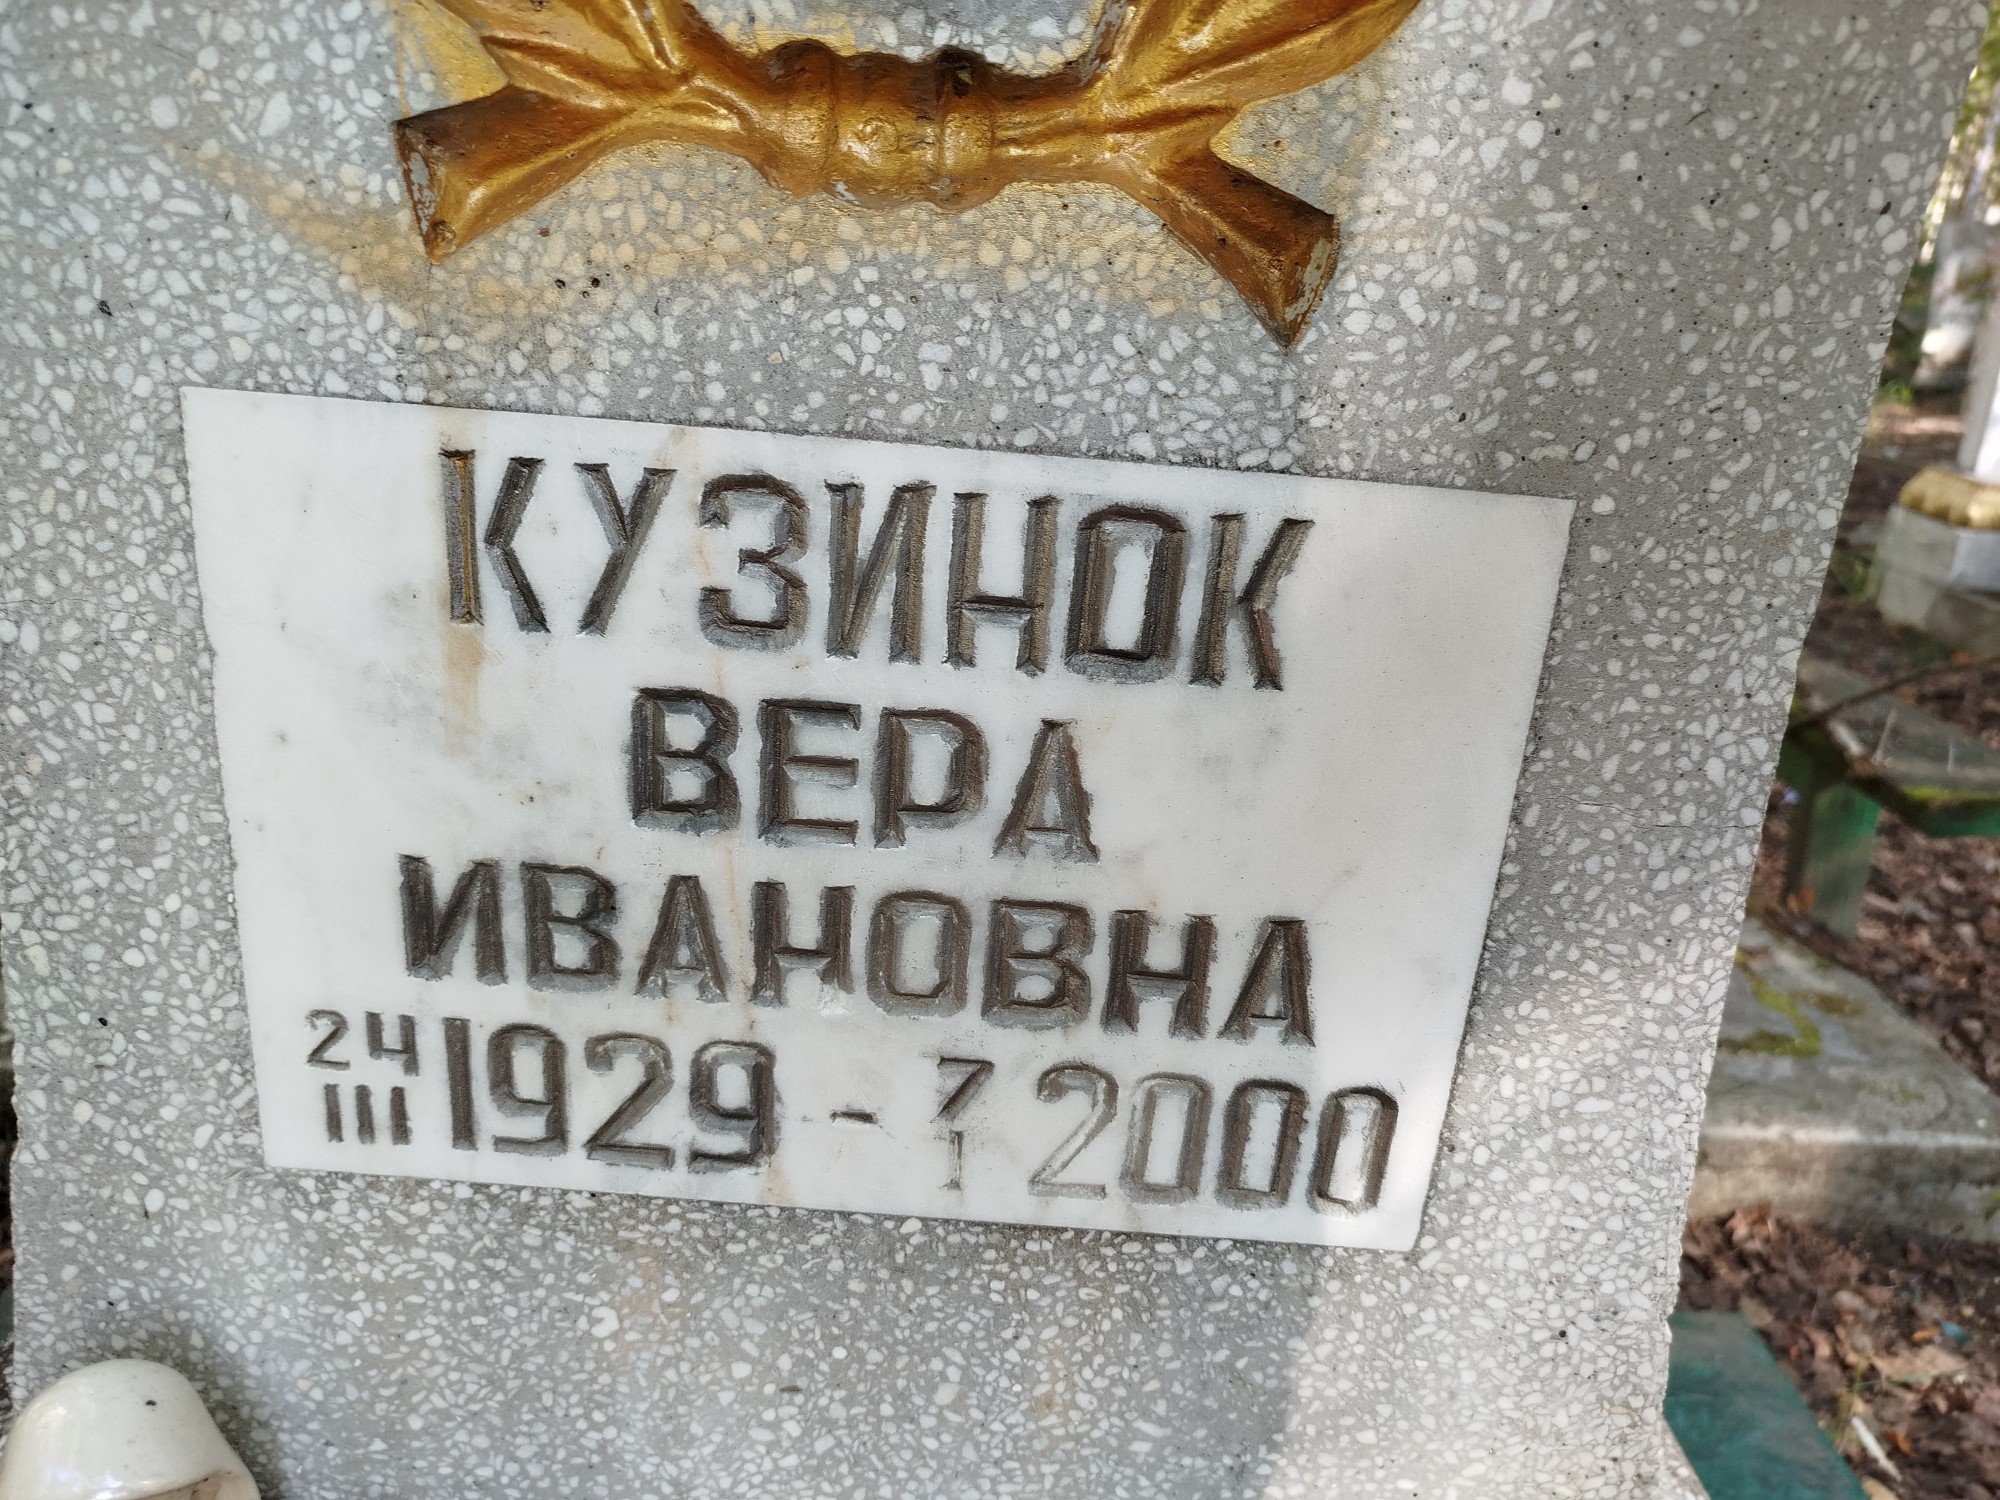 КУЗИНОК
ВЕРА
ИВАНОВНА
24 III 1929 - 7 I 2000